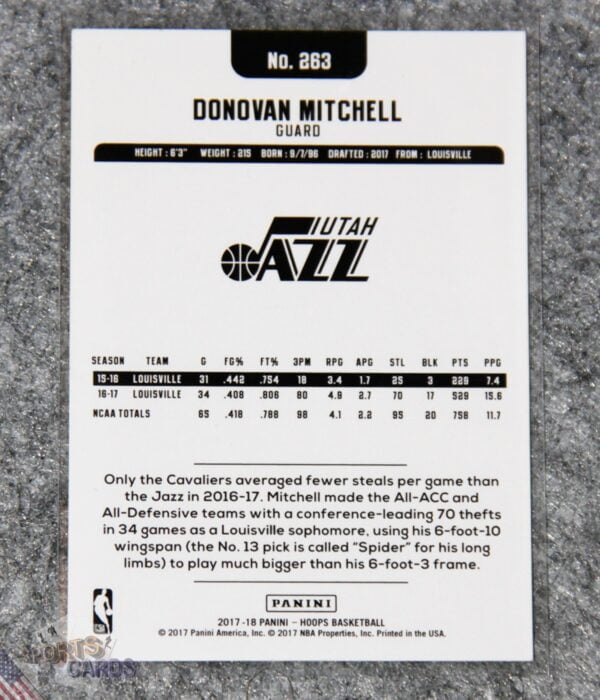 No. 263
DONOVAN MITCHELL
GUARD
HEIGHT : 6'3" WEIGHT : 215 BORN : 9/7/96 DRAFTED : 2017 FROM : LOUISVILLE
UTAH
JAZZ
SEASON TEAM G FG% FT% 3PM RPG APG STL BLK PTS PPG
15-16 LOUISVILLE 31 .442 .754 18 3.4 1.7 25 3 229 7.4
16-17 LOUISVILLE 34 .408 .806 80 4.9 2.7 70 17 529 15.6
NCAA TOTALS 65 .418 .788 98 4.1 2.2 95 20 758 11.7
Only the Cavaliers averaged fewer steals per game than
the Jazz in 2016-17. Mitchell made the All-ACC and
All-Defensive teams with a conference-leading 70 thefts
in 34 games as a Louisville sophomore, using his 6-foot-10
wingspan (the No. 13 pick is called "Spider" for his long
limbs) to play much bigger than his 6-foot-3 frame.
PANINI
2017 -18 PANINI – HOOPS BASKETBALL
© 2017 Panini America, Inc. © 2017 NBA Properties, Inc. Printed in the USA.
SPORTS
CARDS